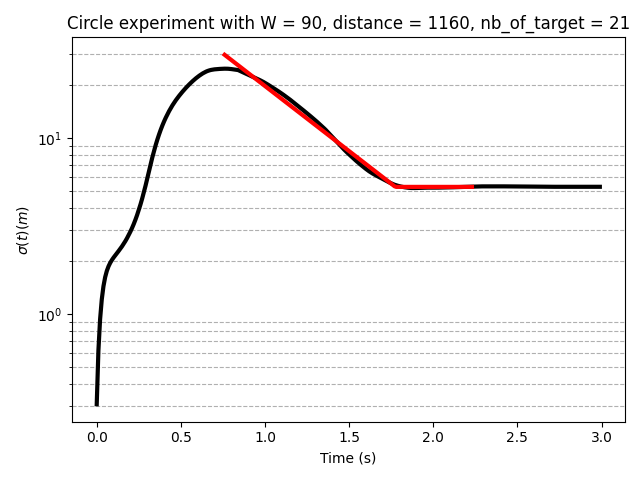 Circle experiment with W = 90, distance = 1160, nb_of_target = 21
σ(t)(m)
10¹
10⁰
0.0 0.5 1.0 1.5 2.0 2.5 3.0
Time (s)